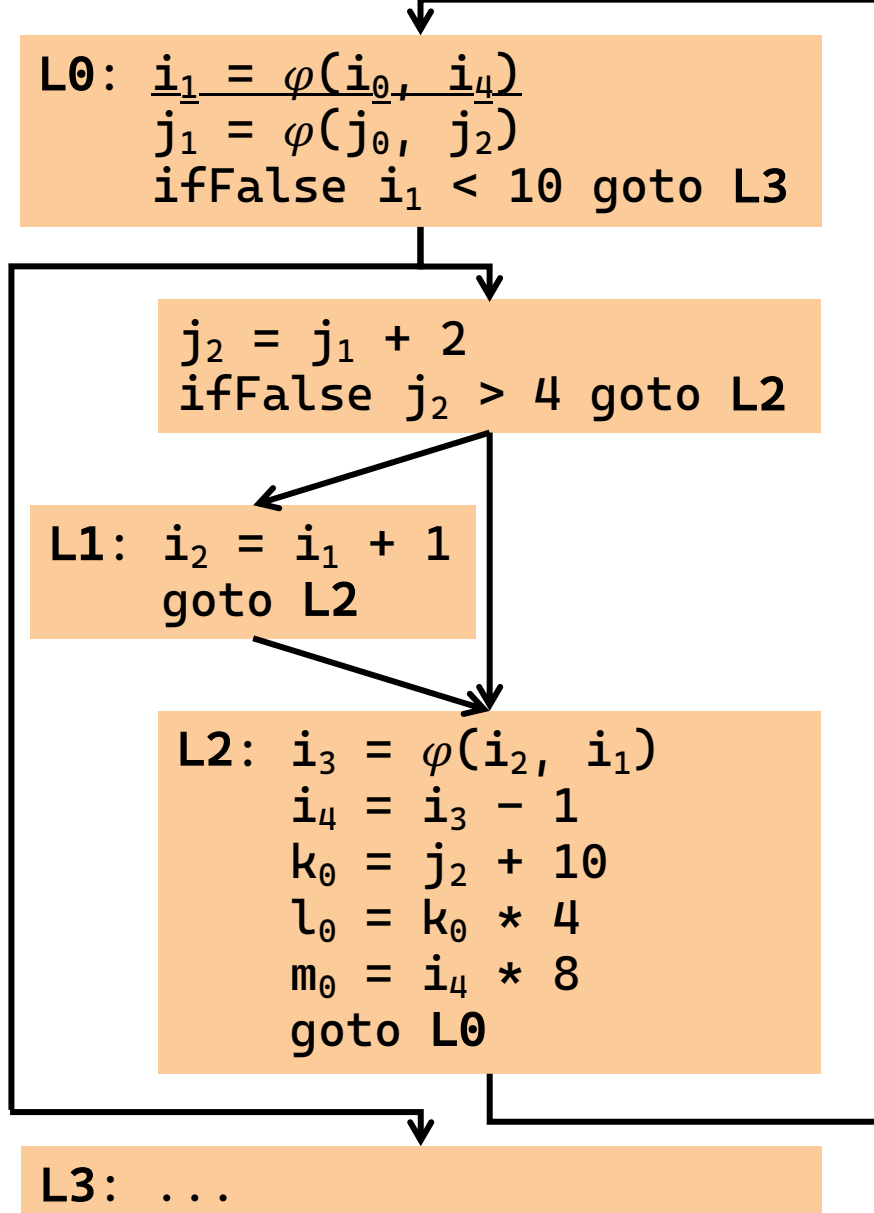 L0: i₁ = φ(i₀, i₄)
j₁ = φ(j₀, j₂)
ifFalse i₁ < 10 goto L3
j₂ = j₁ + 2
ifFalse j₂ > 4 goto L2
L1: i₂ = i₁ + 1
goto L2
L2: i₃ = φ(i₂, i₁)
i₄ = i₃ − 1
k₀ = j₂ + 10
l₀ = k₀ * 4
m₀ = i₄ * 8
goto L0
L3: ...